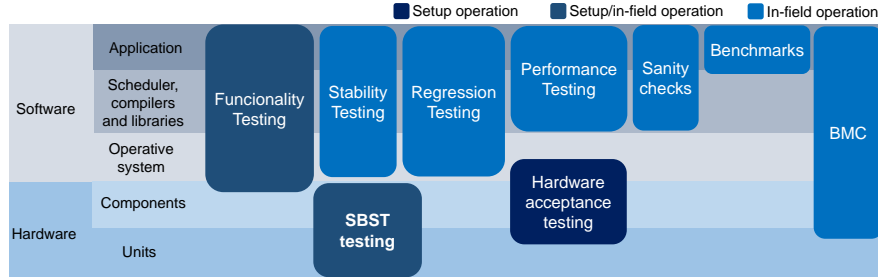 Setup operation
Setup/in-field operation
In-field operation
Software
Hardware
Application
Scheduler,
compilers
and libraries
Operative
system
Components
Units
Funcionality
Testing
Stability
Testing
Regression
Testing
Performance
Testing
Sanity
checks
Benchmarks
BMC
SBST
testing
Hardware
acceptance
testing